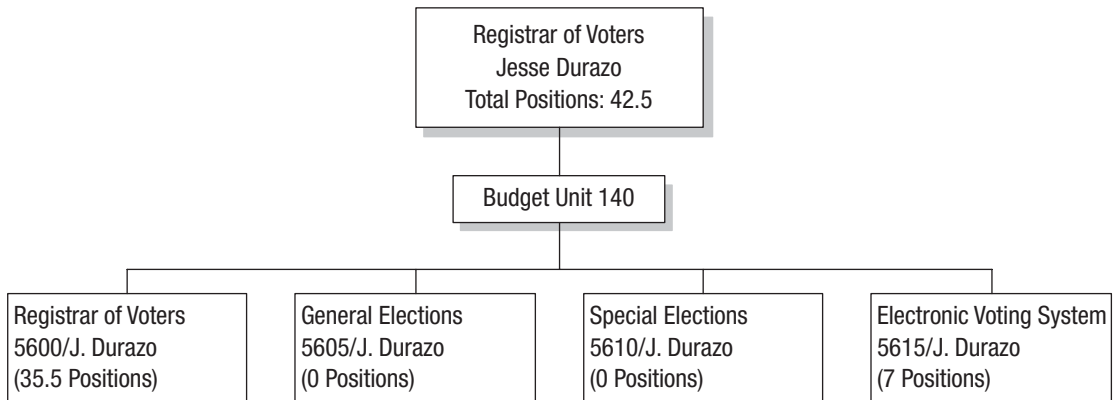 Registrar of Voters
Jesse Durazo
Total Positions: 42.5
Budget Unit 140
Registrar of Voters
5600/J. Durazo
(35.5 Positions)
General Elections
5605/J. Durazo
(0 Positions)
Special Elections
5610/J. Durazo
(0 Positions)
Electronic Voting System
5615/J. Durazo
(7 Positions)